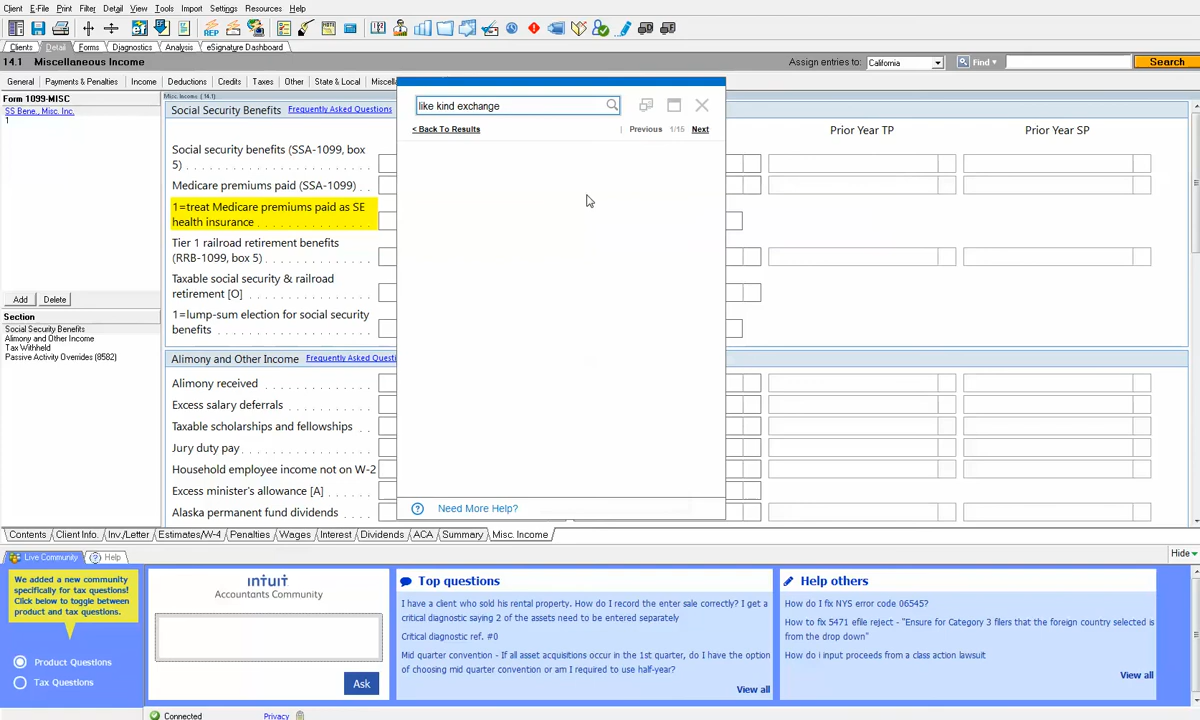 Client E-File Print Filter Detail View Tools Import Settings Resources Help
REP
Clients Detail Forms Diagnostics Analysis eSignature Dashboard
14.1 Miscellaneous Income
Assign entries to: California Find Search
General Payments & Penalties Income Deductions Credits Taxes Other State & Local Miscell
Form 1099-MISC
SS Bene., Misc. Inc.
1
Add Delete
Section
Social Security Benefits
Alimony and Other Income
Tax Withheld
Passive Activity Overrides (8582)
Misc. Income (14.1)
Social Security Benefits Frequently Asked Questions
Prior Year TP Prior Year SP
Social security benefits (SSA-1099, box
5)
Medicare premiums paid (SSA-1099)
1=treat Medicare premiums paid as SE
health insurance
Tier 1 railroad retirement benefits
(RRB-1099, box 5)
Taxable social security & railroad
retirement [O]
1=lump-sum election for social security
benefits
Alimony and Other Income Frequently Asked Questi
Alimony received
Excess salary deferrals
Taxable scholarships and fellowships
Jury duty pay
Household employee income not on W-2
Excess minister's allowance [A]
Alaska permanent fund dividends
like kind exchange
< Back To Results | Previous 1/15 Next
? Need More Help?
Contents Client Info. Inv./Letter Estimates/W-4 Penalties Wages Interest Dividends ACA Summary Misc. Income
Live Community ? Help
Hide
We added a new community
specifically for tax questions!
Click below to toggle between
product and tax questions.
Product Questions
Tax Questions
intuit
Accountants Community
Ask
Top questions
I have a client who sold his rental property. How do I record the enter sale correctly? I get a
critical diagnostic saying 2 of the assets need to be entered separately
Critical diagnostic ref. #0
Mid quarter convention - If all asset acquisitions occur in the 1st quarter, do I have the option
of choosing mid quarter convention or am I required to use half-year?
View all
Help others
How do I fix NYS error code 06545?
How to fix 5471 efile reject - "Ensure for Category 3 filers that the foreign country selected is
from the drop down"
How do i input proceeds from a class action lawsuit
View all
Connected Privacy